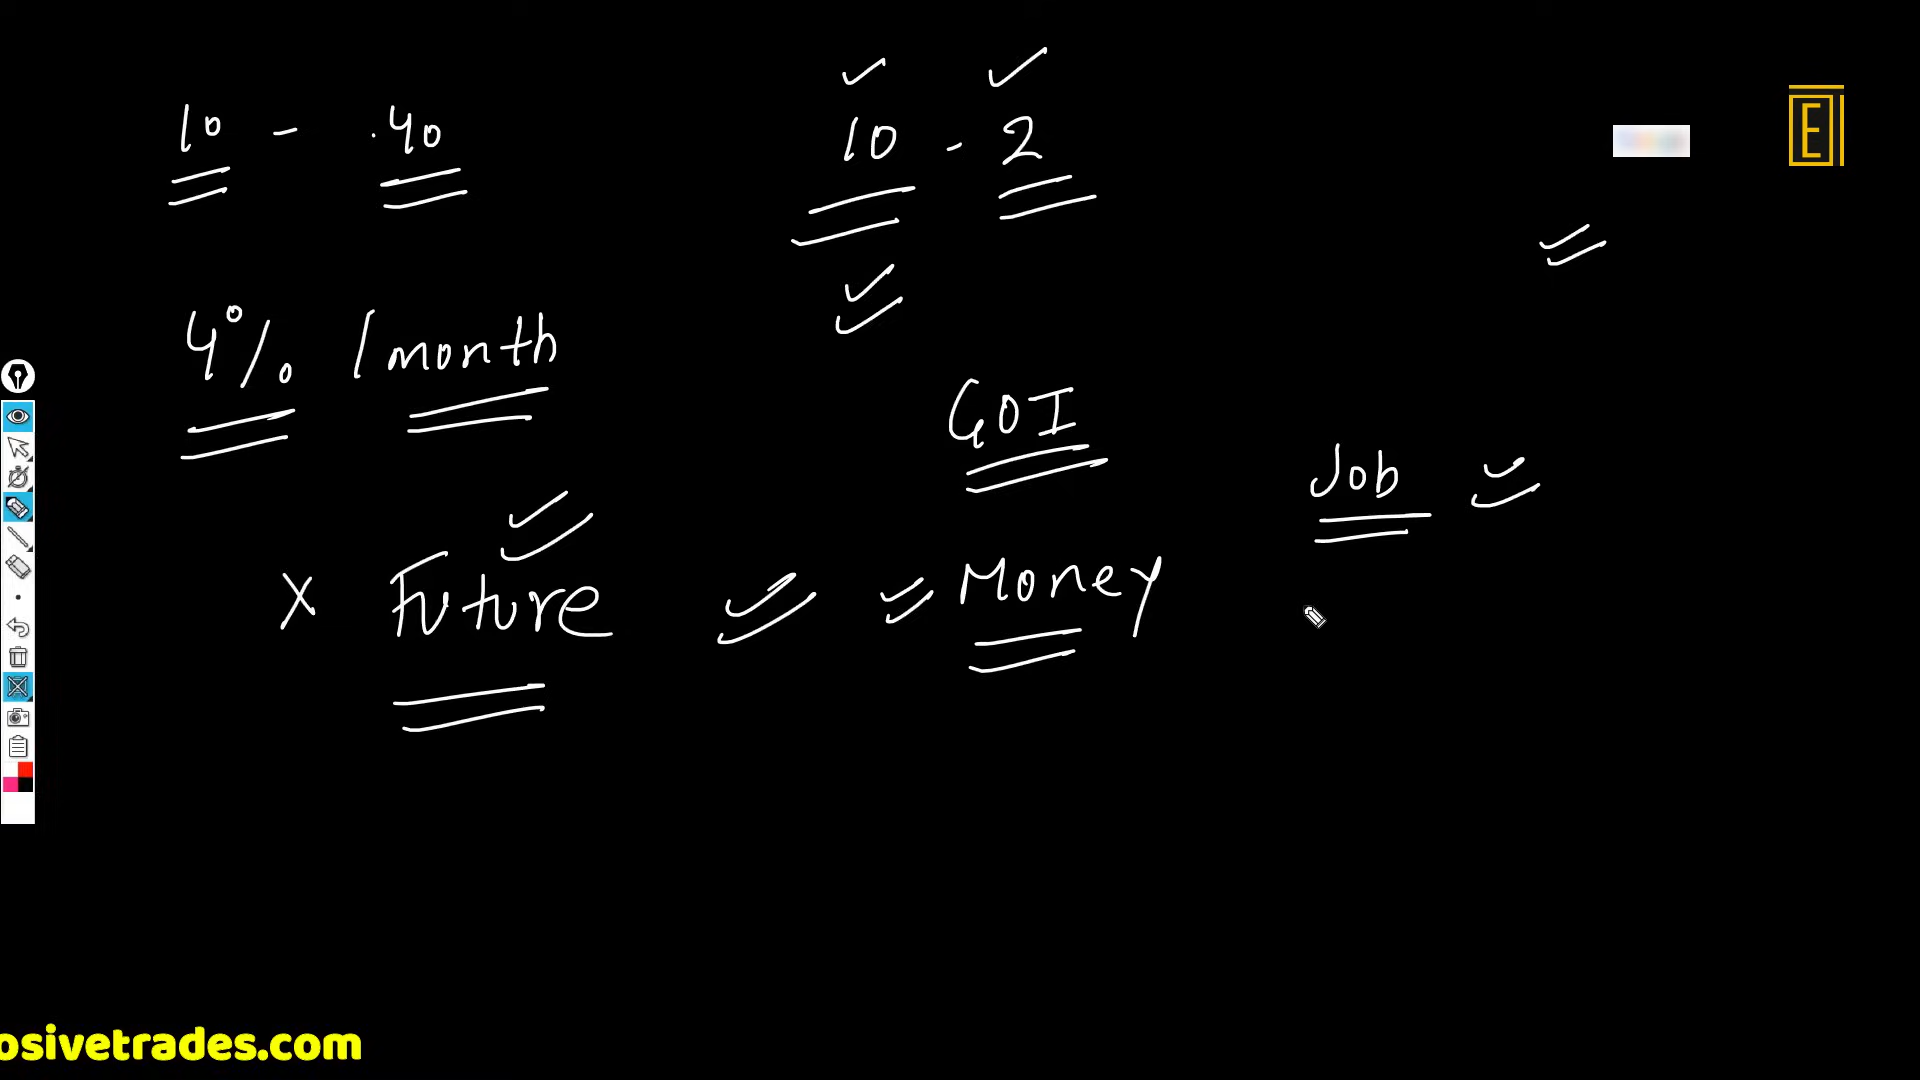 10 - .40
10 - 2
E
4% / month
GOI
Job
x Future
Money
osivetrades.com